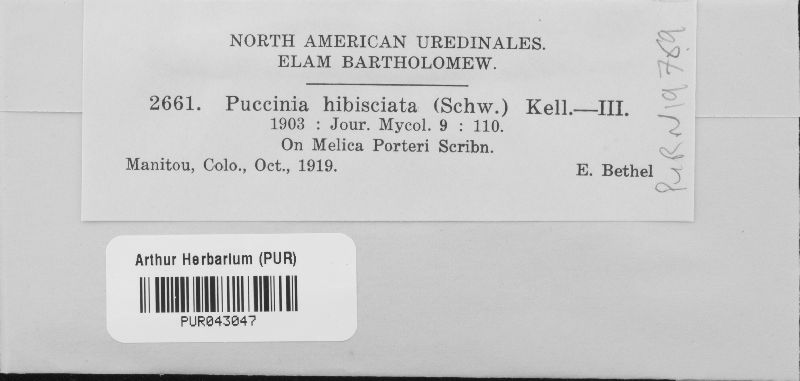 NORTH AMERICAN UREDINALES.
ELAM BARTHOLOMEW.
2661. Puccinia hibisciata (Schw.) Kell.—III.
1903 : Jour. Mycol. 9 : 110.
On Melica Porteri Scribn.
Manitou, Colo., Oct., 1919. E. Bethel
PUR N19789
Arthur Herbarium (PUR)
PUR043047